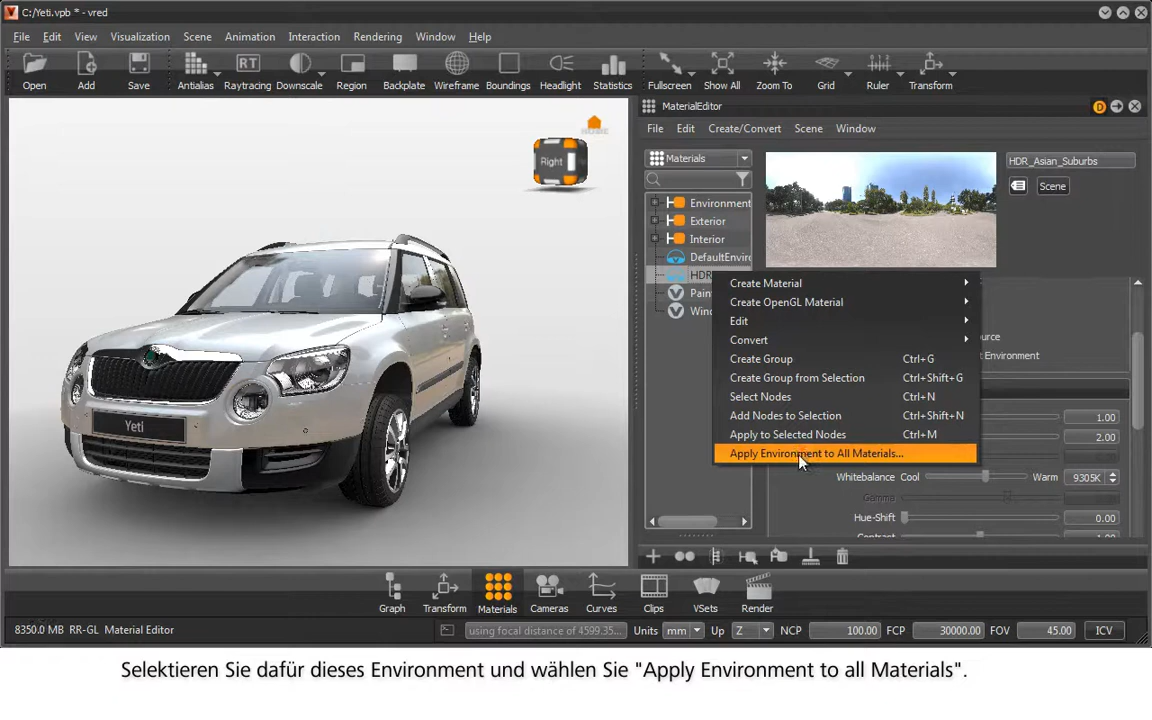 C:/Yeti.vpb * - vred
File Edit View Visualization Scene Animation Interaction Rendering Window Help
Open Add Save Antialias Raytracing Downscale Region Backplate Wireframe Boundings Headlight Statistics Fullscreen Show All Zoom To Grid Ruler Transform
RT
MaterialEditor
D
File Edit Create/Convert Scene Window
Materials
HDR_Asian_Suburbs
Scene
Right
Environment
Exterior
Interior
DefaultEnvir
HDR
Pain
Wind
Create Material
Create OpenGL Material
Edit
Convert
Create Group Ctrl+G
Create Group from Selection Ctrl+Shift+G
Select Nodes Ctrl+N
Add Nodes to Selection Ctrl+Shift+N
Apply to Selected Nodes Ctrl+M
Apply Environment to All Materials...
ource
t Environment
1.00
2.00
Whitebalance Cool Warm 9305K
Gamma
Hue-Shift 0.00
Contrast 1.00
Yeti
Graph Transform Materials Cameras Curves Clips VSets Render
8350.0 MB RR-GL Material Editor using focal distance of 4599.35... Units mm Up Z NCP 100.00 FCP 30000.00 FOV 45.00 ICV
Selektieren Sie dafür dieses Environment und wählen Sie "Apply Environment to all Materials".